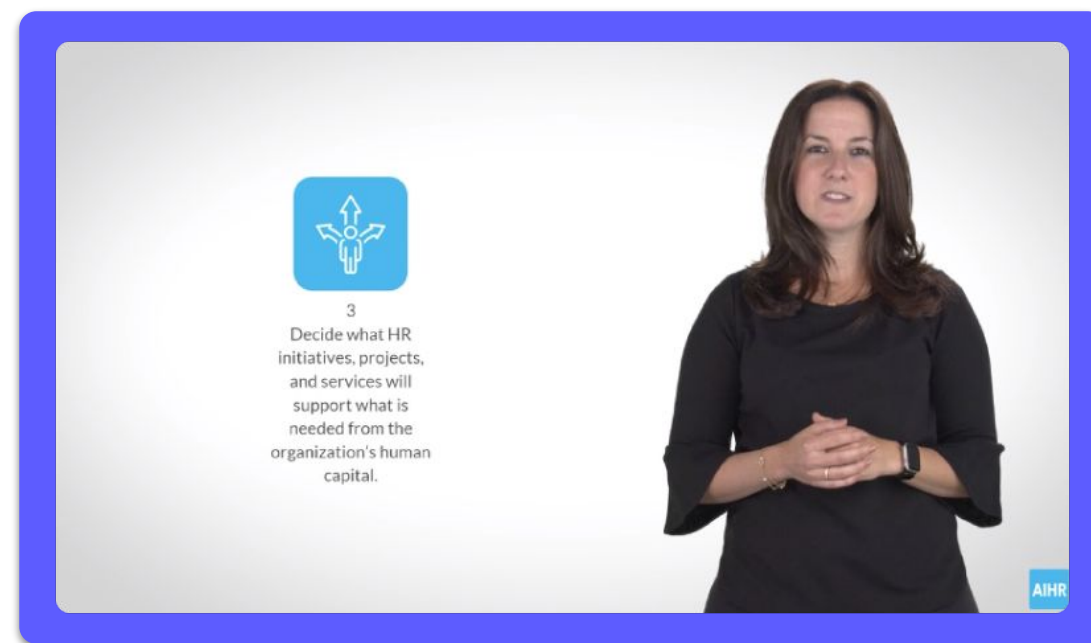 3
Decide what HR
initiatives, projects,
and services will
support what is
needed from the
organization's human
capital.
AIHR